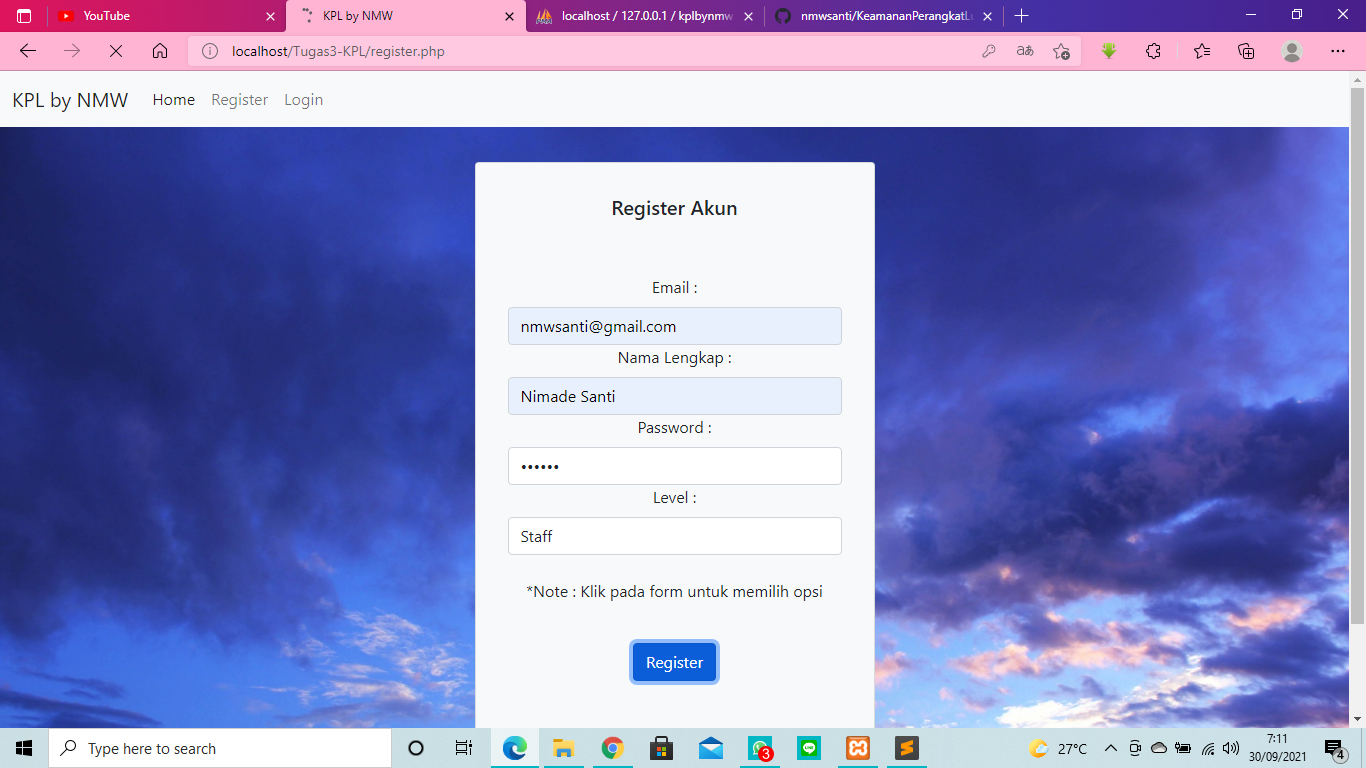 YouTube
KPL by NMW
localhost / 127.0.0.1 / kplbynmw
nmwsanti/KeamananPerangkatLu
localhost/Tugas3-KPL/register.php
KPL by NMW Home Register Login
Register Akun
Email :
nmwsanti@gmail.com
Nama Lengkap :
Nimade Santi
Password :
••••••
Level :
Staff
*Note : Klik pada form untuk memilih opsi
Register
Type here to search
3
27°C
7:11
30/09/2021
4